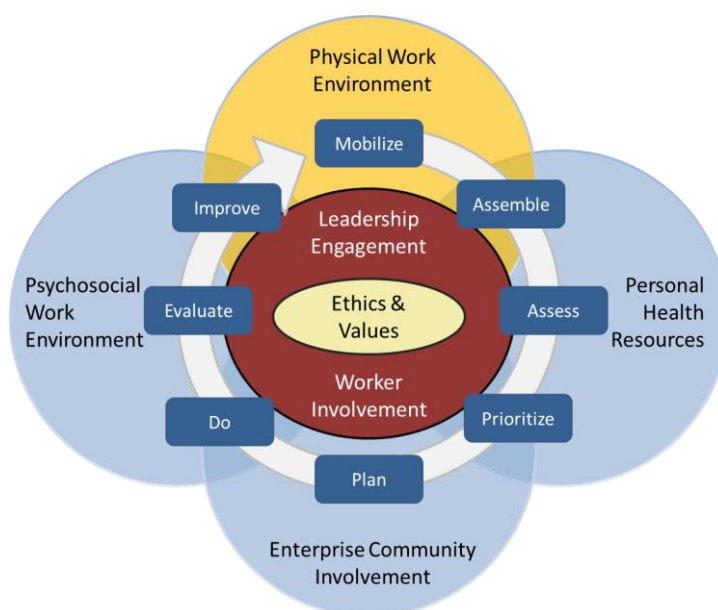 Physical Work
Environment
Mobilize
Improve
Assemble
Leadership
Engagement
Psychosocial
Work
Environment
Evaluate
Ethics &
Values
Assess
Personal
Health
Resources
Worker
Involvement
Do
Prioritize
Plan
Enterprise Community
Involvement